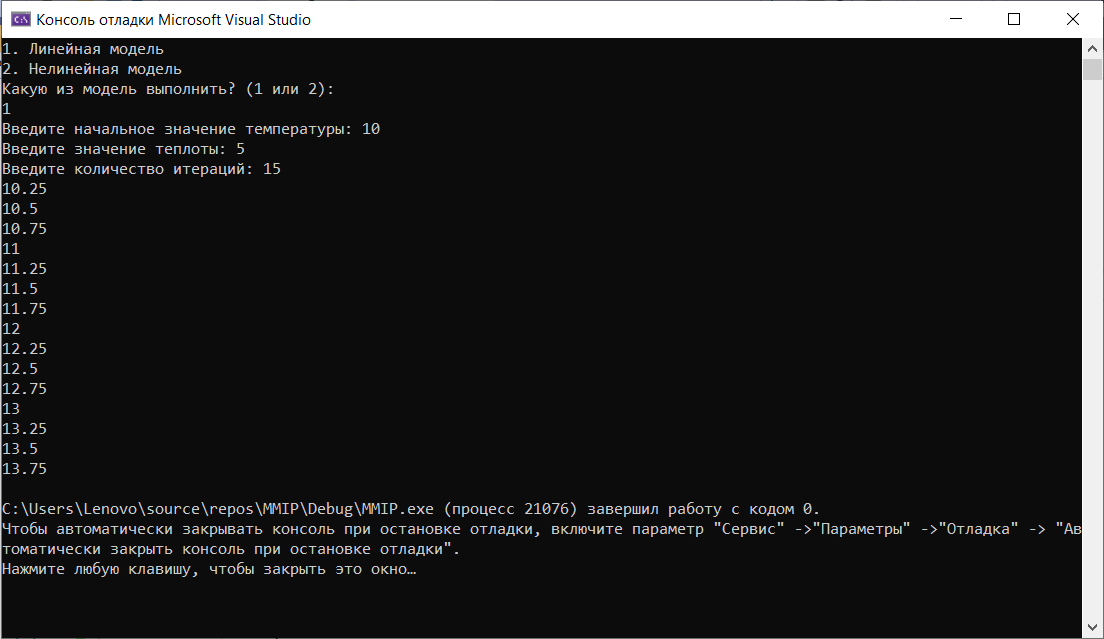 Консоль отладки Microsoft Visual Studio
1. Линейная модель
2. Нелинейная модель
Какую из модель выполнить? (1 или 2):
1
Введите начальное значение температуры: 10
Введите значение теплоты: 5
Введите количество итераций: 15
10.25
10.5
10.75
11
11.25
11.5
11.75
12
12.25
12.5
12.75
13
13.25
13.5
13.75
C:\Users\Lenovo\source\repos\MMIP\Debug\MMIP.exe (процесс 21076) завершил работу с кодом 0.
Чтобы автоматически закрывать консоль при остановке отладки, включите параметр "Сервис" ->"Параметры" ->"Отладка" -> "Ав
томатически закрыть консоль при остановке отладки".
Нажмите любую клавишу, чтобы закрыть это окно…